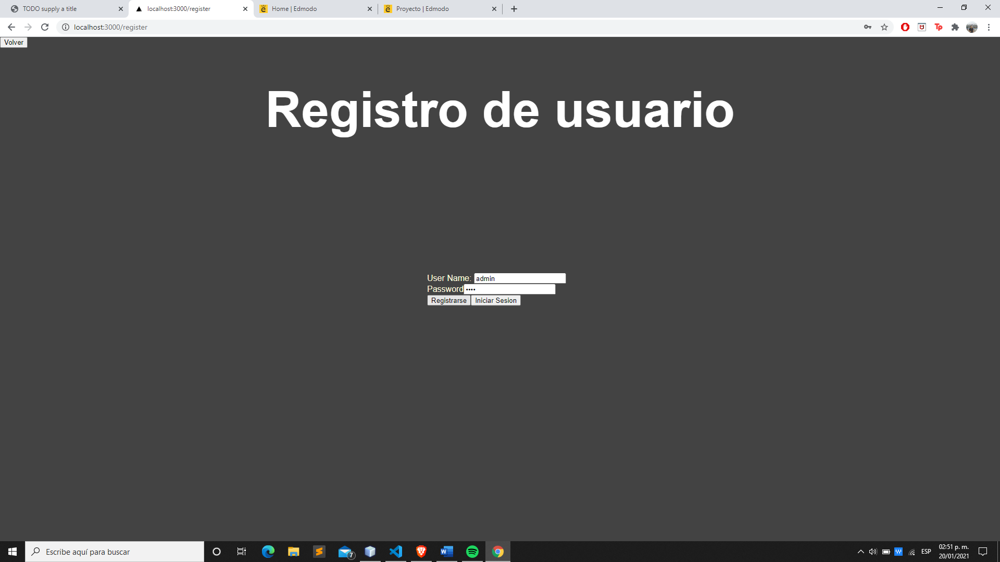 TODO supply a title
localhost:3000/register
Home | Edmodo
Proyecto | Edmodo
localhost:3000/register
Volver
Registro de usuario
User Name: admin
Password ••••
Registrarse Iniciar Sesion
Escribe aquí para buscar
7
ESP
02:51 p. m.
20/01/2021